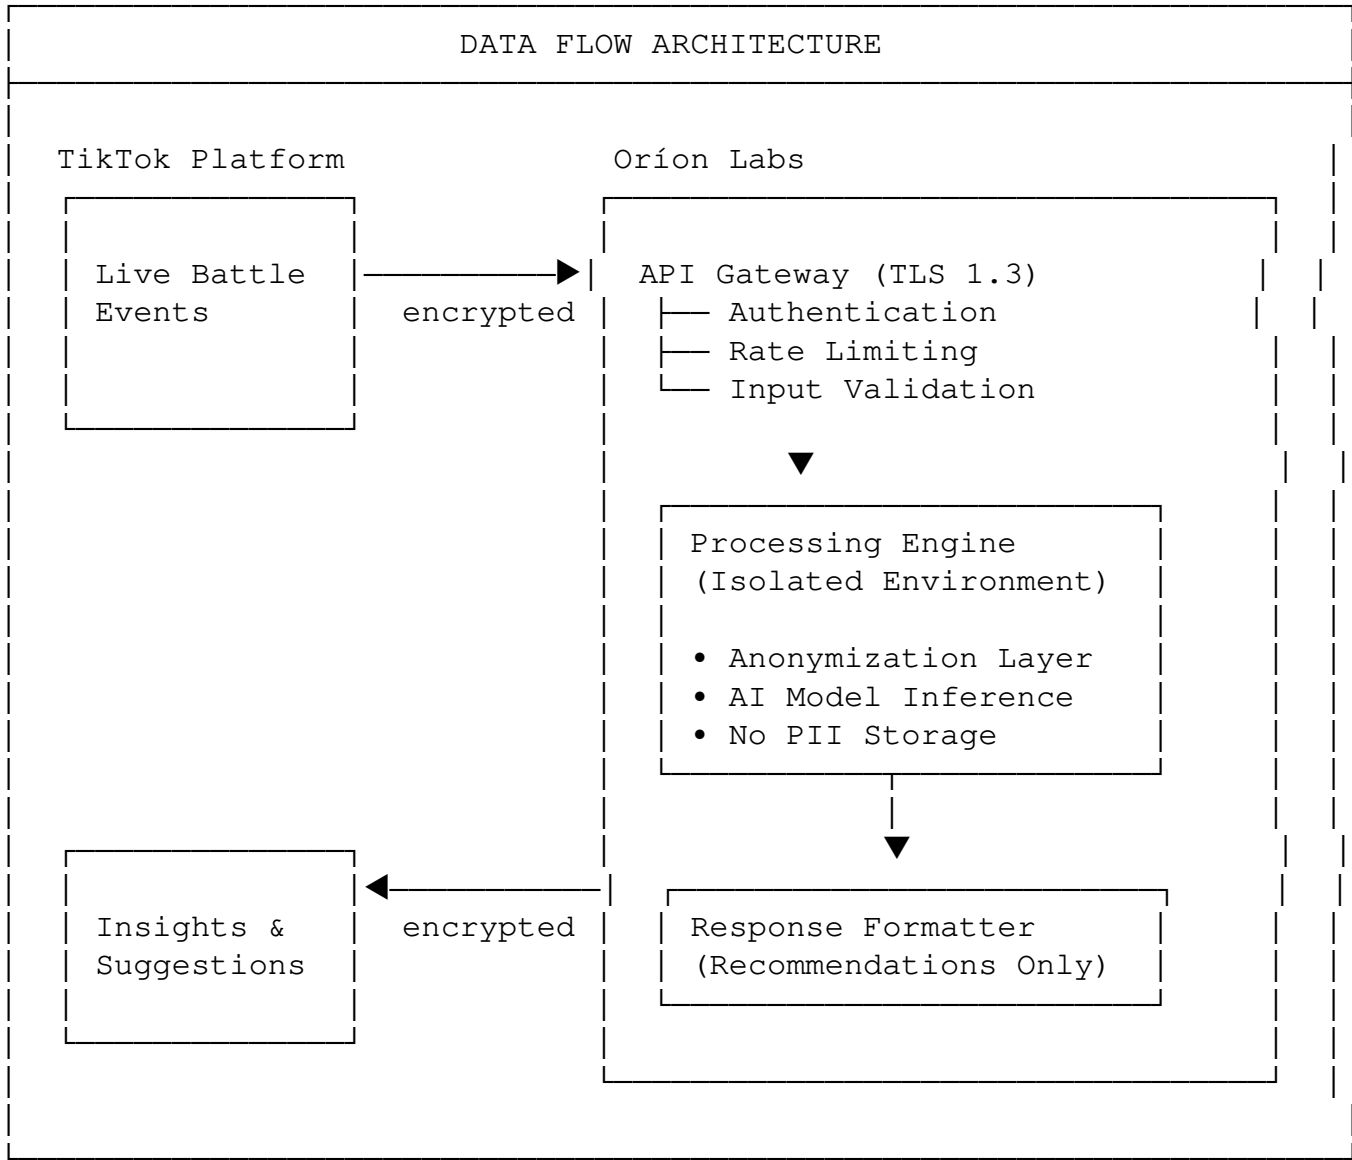 DATA FLOW ARCHITECTURE
TikTok Platform
Oríon Labs
Live Battle
Events
encrypted
API Gateway (TLS 1.3)
Authentication
Rate Limiting
Input Validation
Processing Engine
(Isolated Environment)
• Anonymization Layer
• AI Model Inference
• No PII Storage
Insights &
Suggestions
encrypted
Response Formatter
(Recommendations Only)